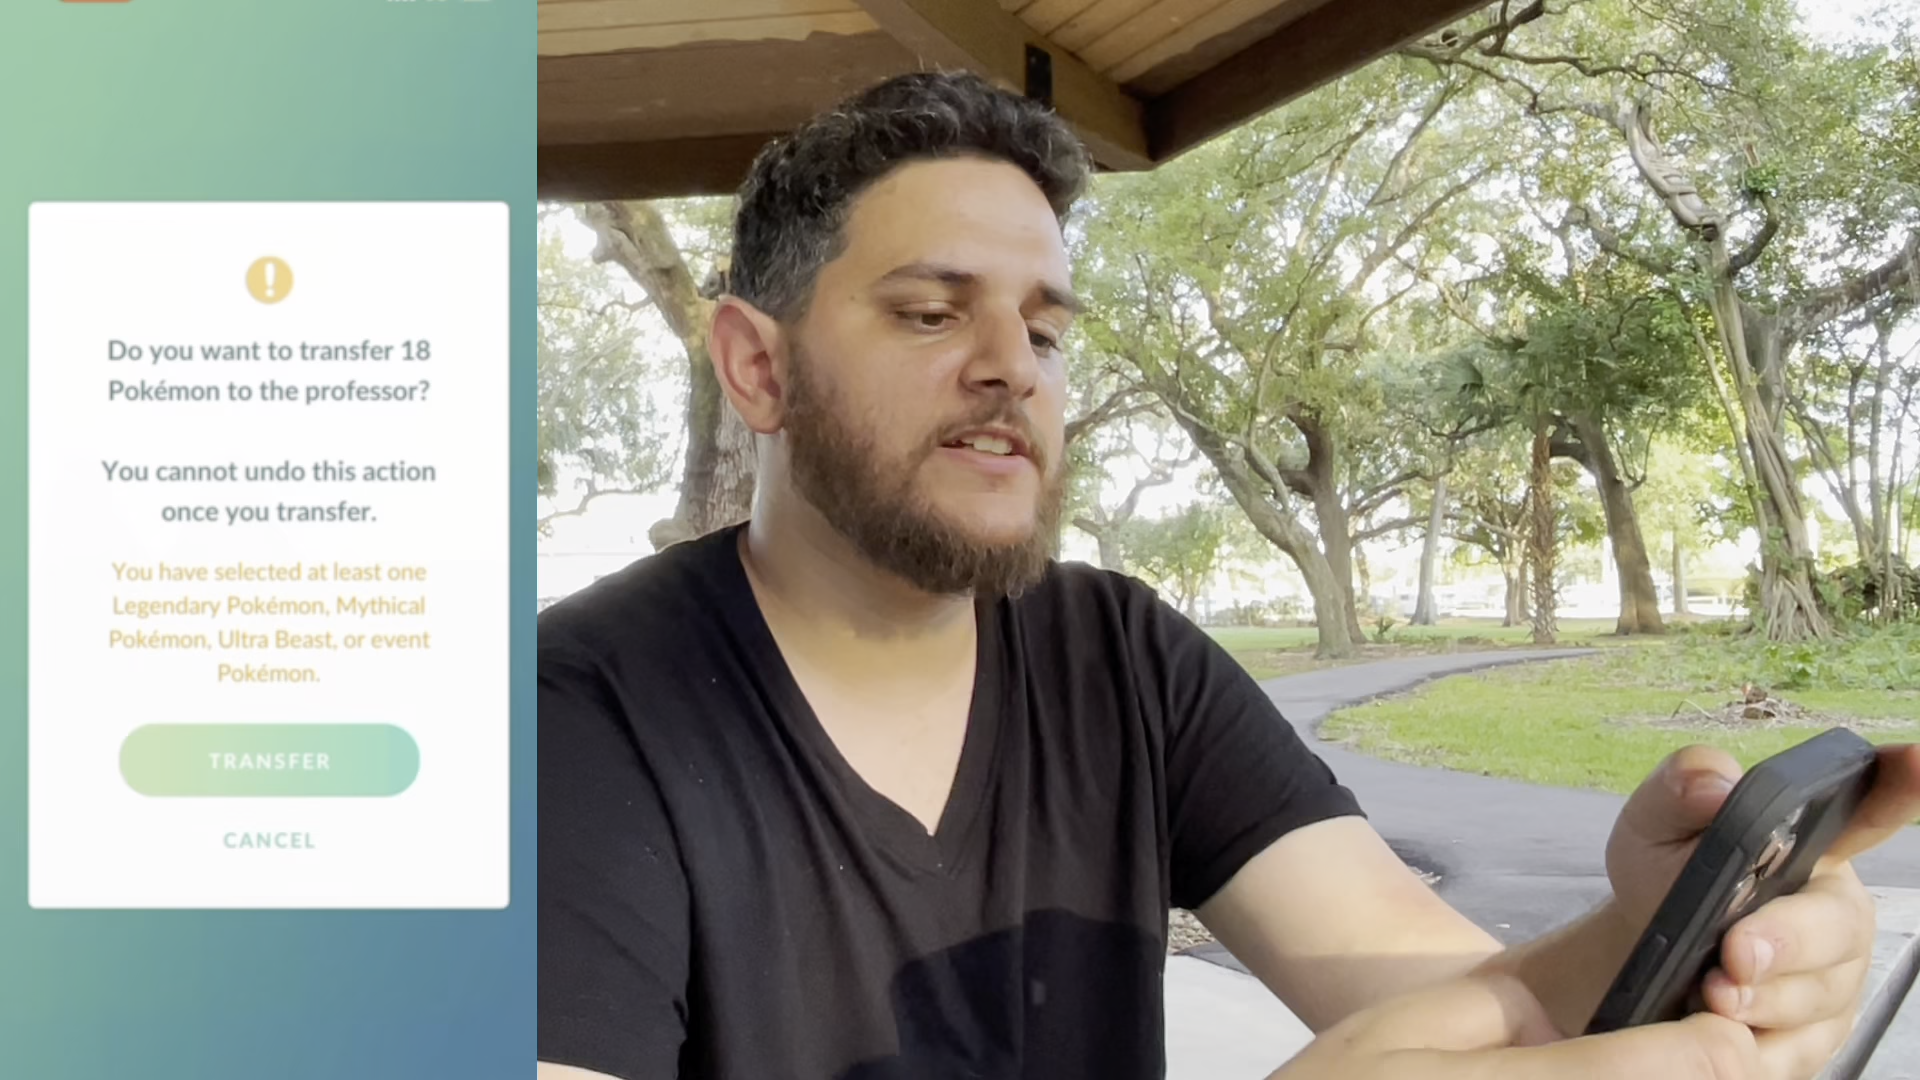 Do you want to transfer 18
Pokémon to the professor?
You cannot undo this action
once you transfer.
You have selected at least one
Legendary Pokémon, Mythical
Pokémon, Ultra Beast, or event
Pokémon.
TRANSFER
CANCEL